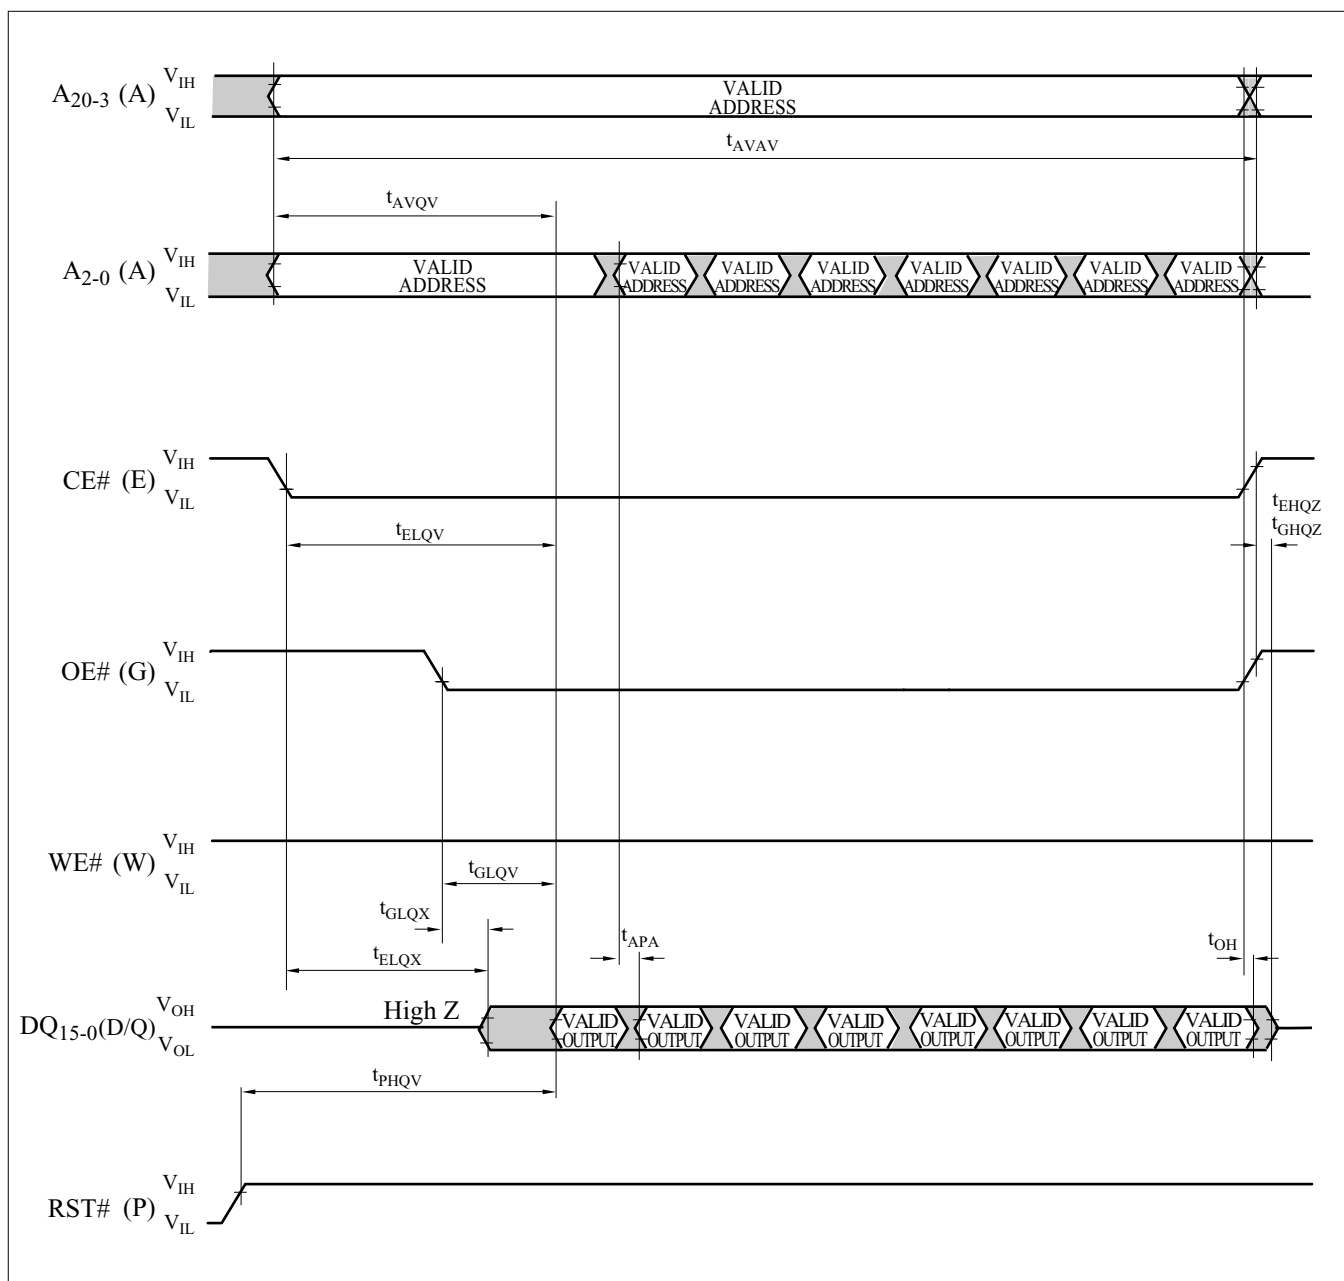 A20-3 (A) VIH VIL VALID ADDRESS
tAVAV
tAVQV
A2-0 (A) VIH VIL VALID ADDRESS VALID ADDRESS VALID ADDRESS VALID ADDRESS VALID ADDRESS VALID ADDRESS VALID ADDRESS VALID ADDRESS
CE# (E) VIH VIL
tEHQZ
tGHQZ
tELQV
OE# (G) VIH VIL
WE# (W) VIH VIL
tGLQV
tGLQX
tAPA
tOH
tELQX
DQ15-0(D/Q) VOH VOL High Z VALID OUTPUT VALID OUTPUT VALID OUTPUT VALID OUTPUT VALID OUTPUT VALID OUTPUT VALID OUTPUT VALID OUTPUT
tPHQV
RST# (P) VIH VIL